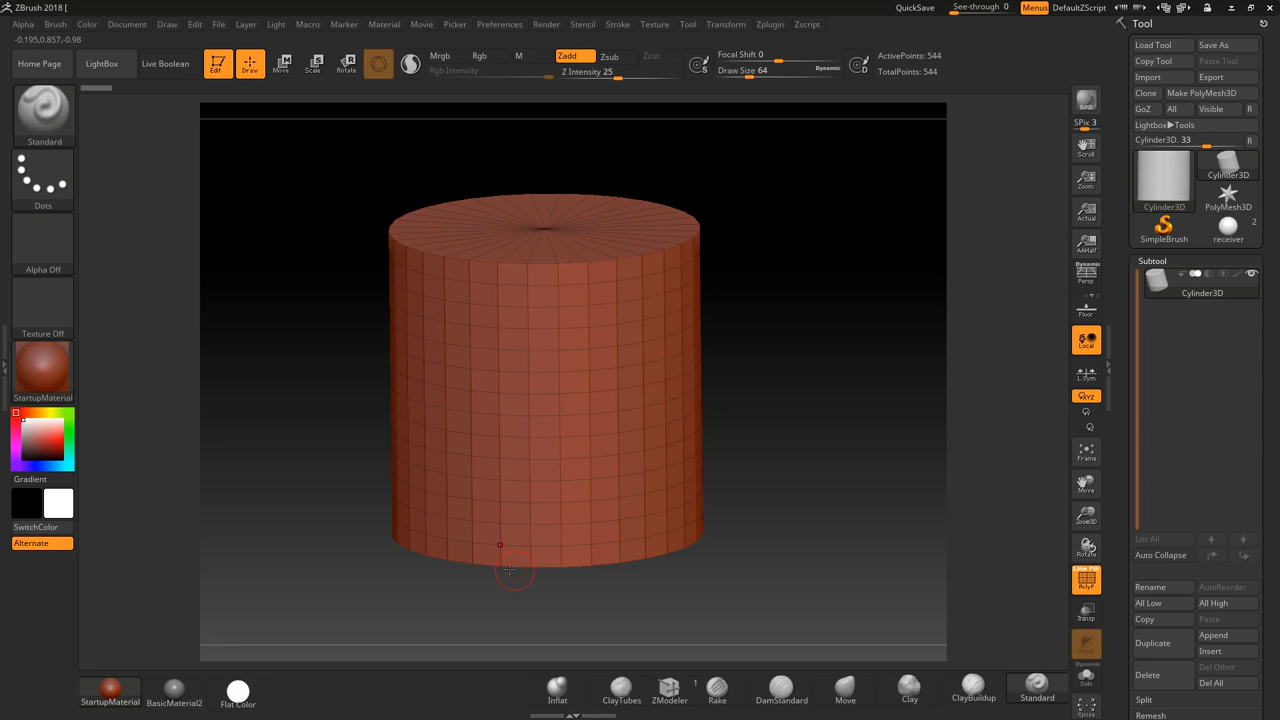 ZBrush 2018 [
QuickSave
See-through 0
Menus
DefaultZScript
Alpha Brush Color Document Draw Edit File Layer Light Macro Marker Material Movie Picker Preferences Render Stencil Stroke Texture Tool Transform Zplugin Zscript
-0.195,0.857,-0.98
Home Page
LightBox
Live Boolean
Edit
Draw
Move
Scale
Rotate
Mrgb Rgb M
Rgb Intensity
Zadd Zsub Zcut
Z Intensity 25
S
Focal Shift 0
Draw Size 64
Dynamic
D
ActivePoints: 544
TotalPoints: 544
Standard
Dots
Alpha Off
Texture Off
StartupMaterial
Gradient
SwitchColor
Alternate
BPR
SPix 3
Scroll
Zoom
Actual
AAHalf
Dynamic
Persp
Floor
Local
L.Sym
XYZ
Frame
Move
Zoom3D
Rotate
Line Fill
PolyF
Transp
Dynamic
Solo
Xpose
Tool
Load Tool
Save As
Copy Tool
Paste Tool
Import
Export
Clone
Make PolyMesh3D
GoZ
All
Visible
R
Lightbox▶Tools
Cylinder3D. 33
R
Cylinder3D
Cylinder3D
PolyMesh3D
SimpleBrush
receiver
2
Subtool
Cylinder3D
List All
Auto Collapse
Rename
AutoReorder
All Low
All High
Copy
Paste
Duplicate
Append
Insert
Delete
Del Other
Del All
Split
Remesh
StartupMaterial
BasicMaterial2
Flat Color
Inflat
ClayTubes
1
ZModeler
Rake
DamStandard
Move
Clay
ClayBuildup
Standard